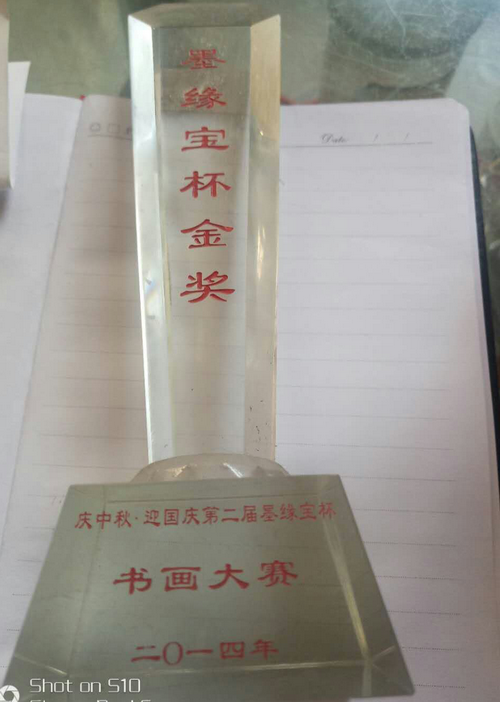 墨缘宝杯金奖
Date
庆中秋·迎国庆第二届墨缘宝杯
书画大赛
二〇一四年
Shot on S10